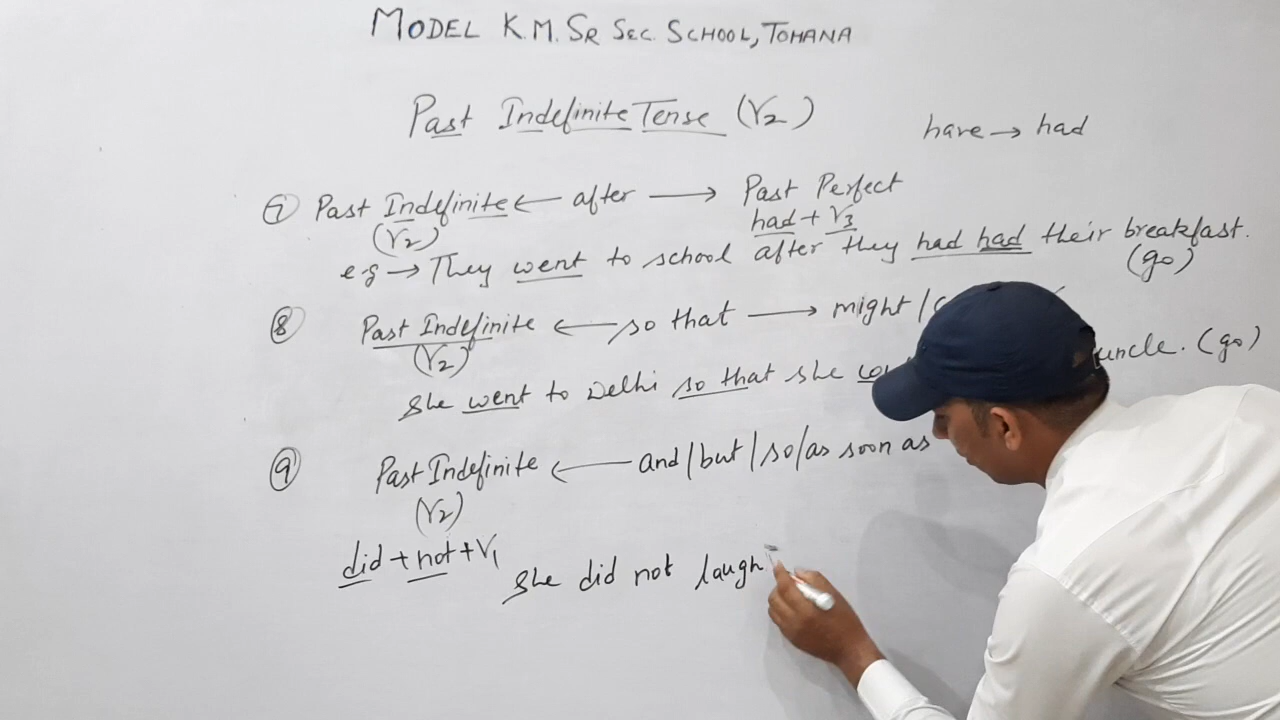 MODEL K.M. SR SEC. SCHOOL, TOHANA
Past Indefinite Tense (V2)
have → had
⑦ Past Indefinite ← after → Past Perfect
(V2) had + V3
e.g → They went to school after they had had their breakfast.
(go)
⑧ Past Indefinite ← so that → might /
(V2)
She went to Delhi so that she uncle. (go)
⑨ Past Indefinite ← and/but/so/as soon as
(V2)
did + not + V1
She did not laugh